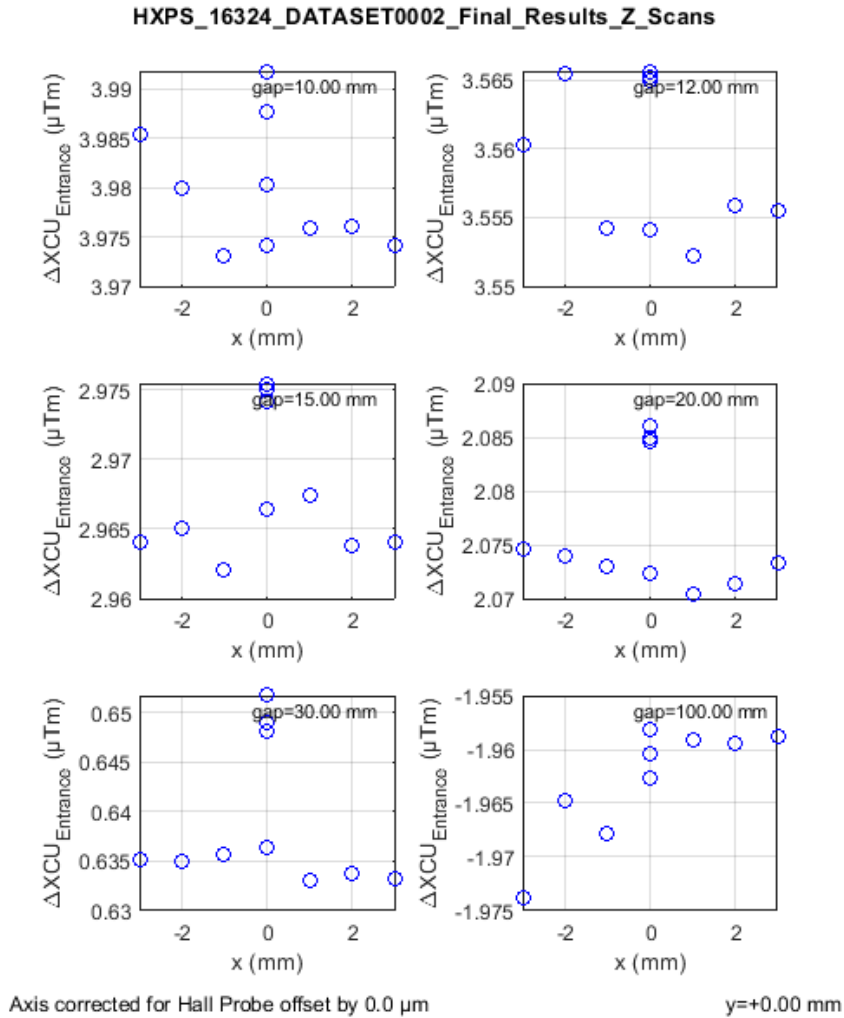 HXPS_16324_DATASET0002_Final_Results_Z_Scans
ΔXCU_Entrance (µTm)
3.99
3.985
3.98
3.975
3.97
gap=10.00 mm
-2 0 2
x (mm)
ΔXCU_Entrance (µTm)
3.565
3.56
3.555
3.55
gap=12.00 mm
-2 0 2
x (mm)
ΔXCU_Entrance (µTm)
2.975
2.97
2.965
2.96
gap=15.00 mm
-2 0 2
x (mm)
ΔXCU_Entrance (µTm)
2.09
2.085
2.08
2.075
2.07
gap=20.00 mm
-2 0 2
x (mm)
ΔXCU_Entrance (µTm)
0.65
0.645
0.64
0.635
0.63
gap=30.00 mm
-2 0 2
x (mm)
ΔXCU_Entrance (µTm)
-1.955
-1.96
-1.965
-1.97
-1.975
gap=100.00 mm
-2 0 2
x (mm)
Axis corrected for Hall Probe offset by 0.0 µm
y=+0.00 mm